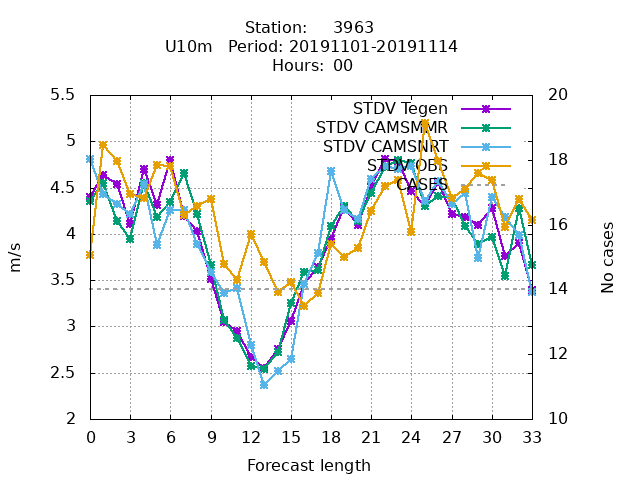 Station: 3963
U10m Period: 20191101-20191114
Hours: 00
5.5
5
4.5
4
3.5
3
2.5
2
20
18
16
14
12
10
STDV Tegen
STDV CAMSMMR
STDV CAMSNRT
STDV OBS
CASES
m/s
No cases
0 3 6 9 12 15 18 21 24 27 30 33
Forecast length